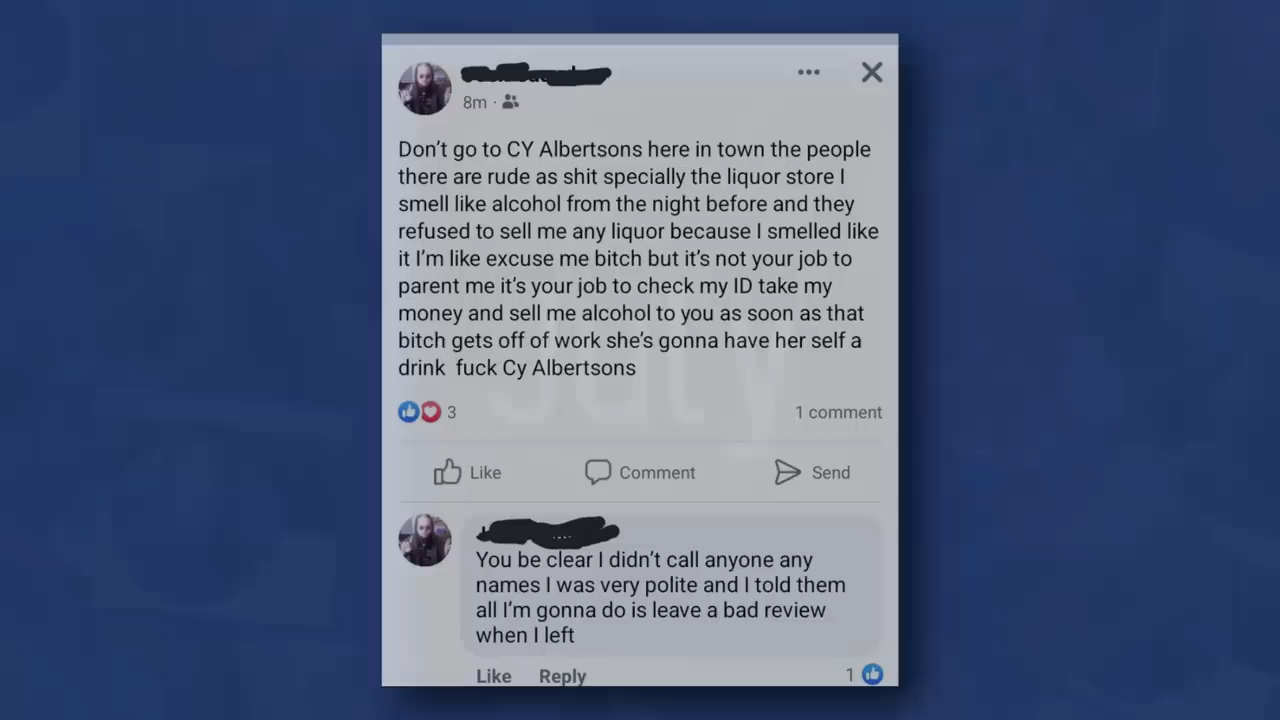 8m ·
Don't go to CY Albertsons here in town the people
there are rude as shit specially the liquor store I
smell like alcohol from the night before and they
refused to sell me any liquor because I smelled like
it I'm like excuse me bitch but it's not your job to
parent me it's your job to check my ID take my
money and sell me alcohol to you as soon as that
bitch gets off of work she's gonna have her self a
drink  fuck Cy Albertsons
3
1 comment
Like
Comment
Send
You be clear I didn't call anyone any
names I was very polite and I told them
all I'm gonna do is leave a bad review
when I left
Like
Reply
1